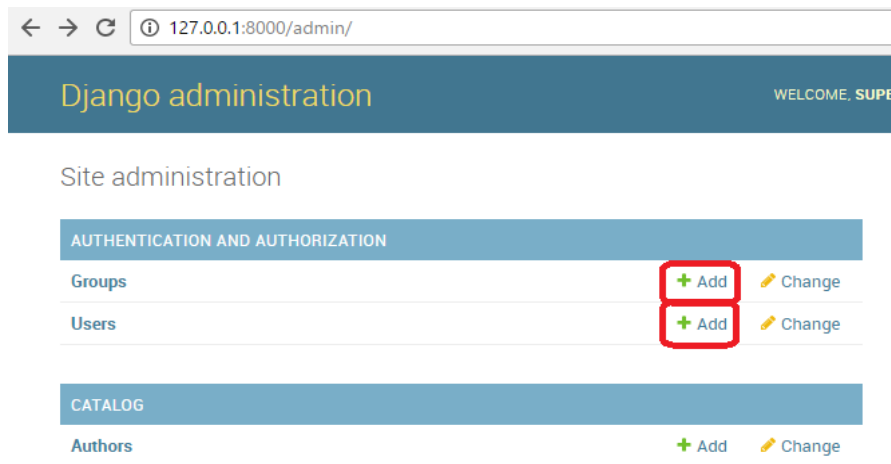 127.0.0.1:8000/admin/
Django administration
WELCOME, SUPE
Site administration
AUTHENTICATION AND AUTHORIZATION
Groups + Add Change
Users + Add Change
CATALOG
Authors + Add Change